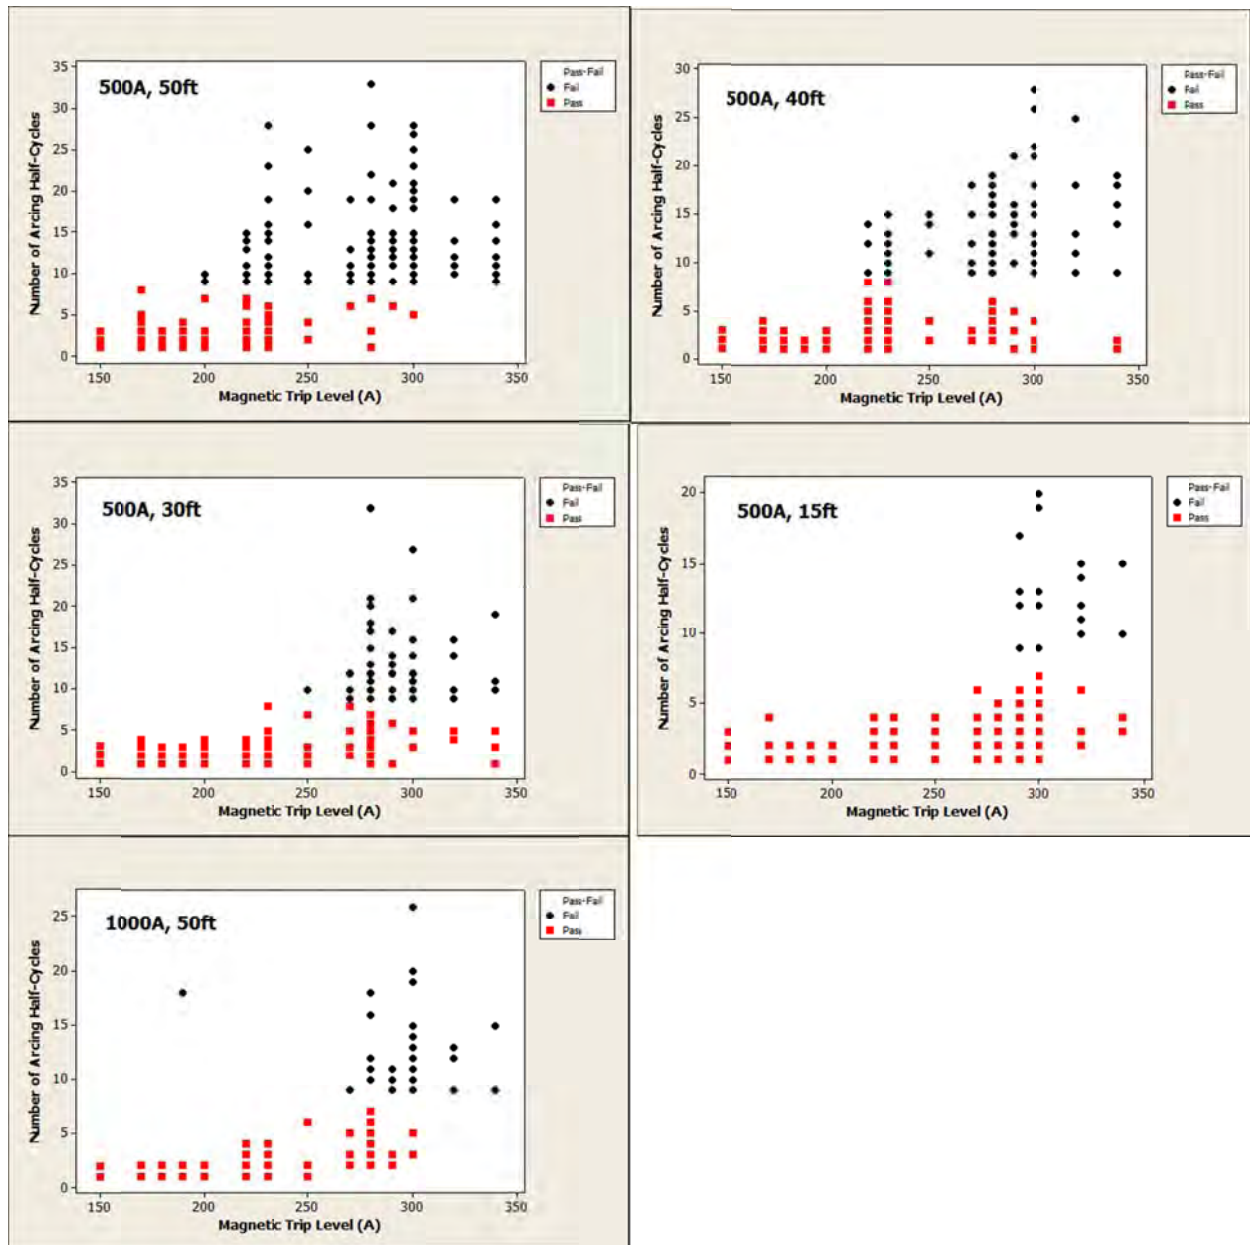 500A, 50ft
Number of Arcing Half-Cycles
35
30
25
20
15
10
5
0
150 200 250 300 350
Magnetic Trip Level (A)
Pass-Fail
Fail
Pass
500A, 40ft
Number of Arcing Half-Cycles
30
25
20
15
10
5
0
150 200 250 300 350
Magnetic Trip Level (A)
Pass-Fail
Fail
Pass
500A, 30ft
Number of Arcing Half-Cycles
35
30
25
20
15
10
5
0
150 200 250 300 350
Magnetic Trip Level (A)
Pass-Fail
Fail
Pass
500A, 15ft
Number of Arcing Half-Cycles
20
15
10
5
0
150 200 250 300 350
Magnetic Trip Level (A)
Pass-Fail
Fail
Pass
1000A, 50ft
Number of Arcing Half-Cycles
25
20
15
10
5
0
150 200 250 300 350
Magnetic Trip Level (A)
Pass-Fail
Fail
Pass